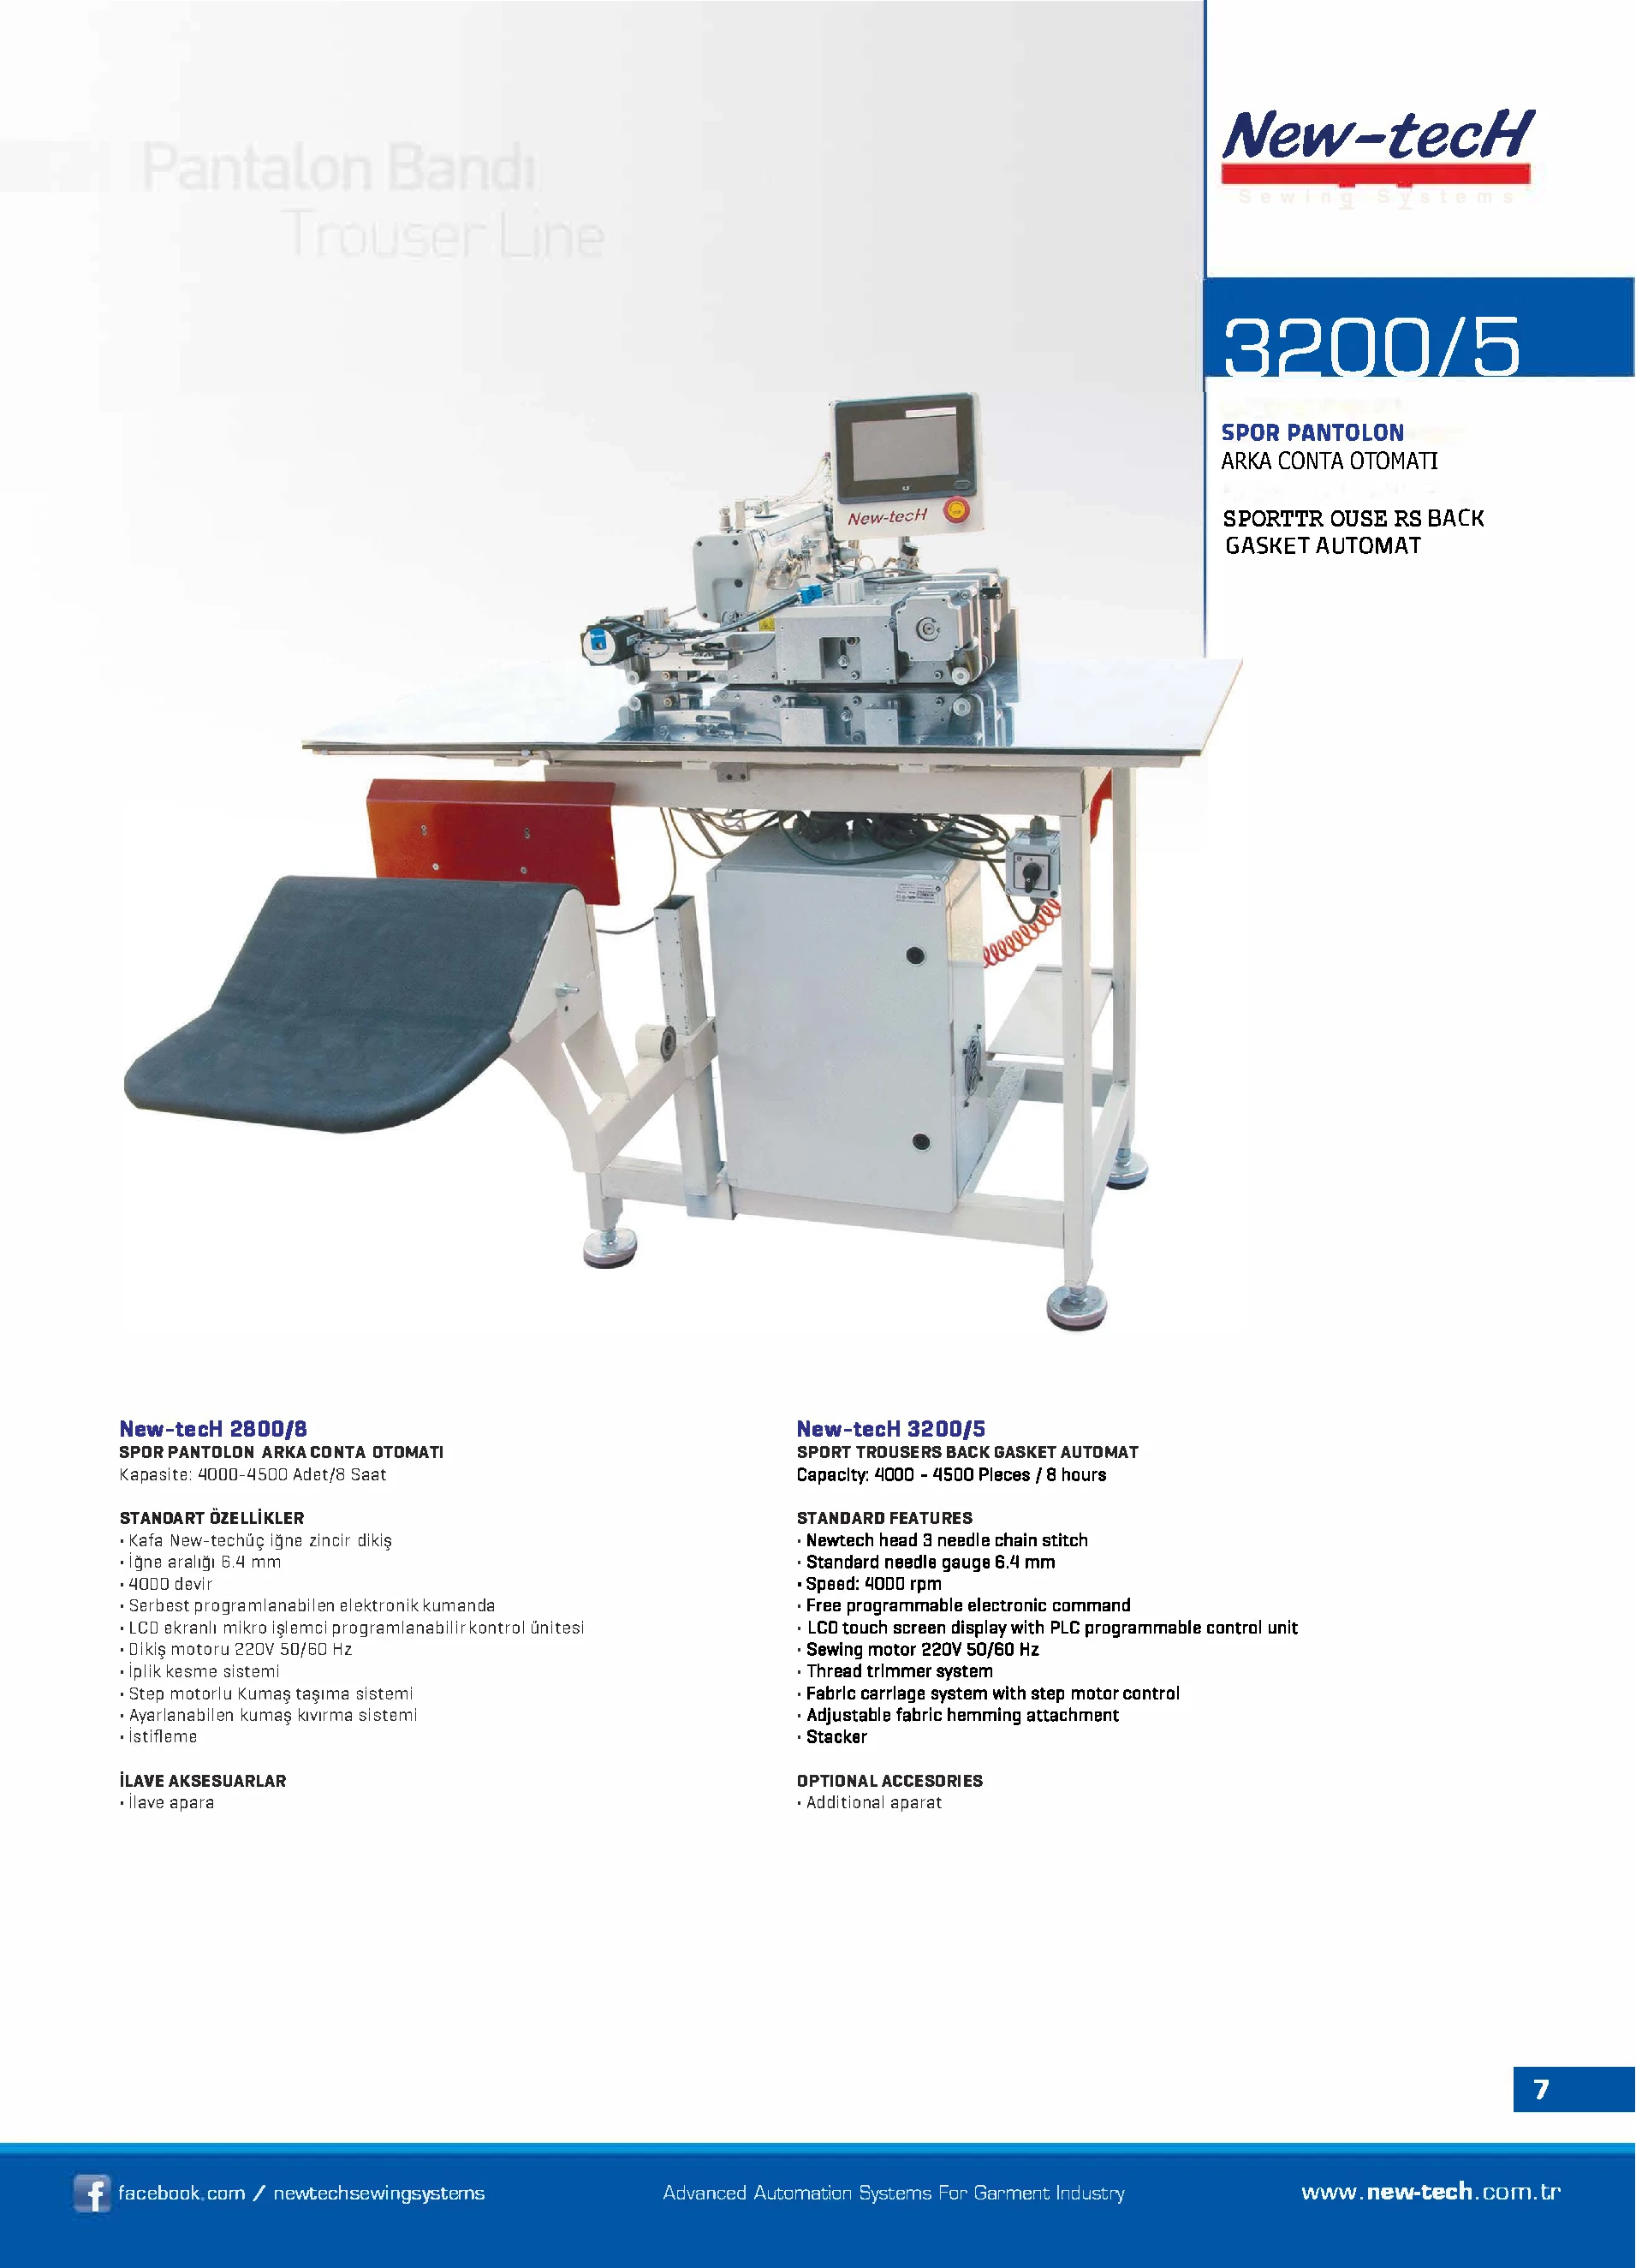 Pantalon Bandı
Trouser Line
New-tecH
Sewing Systems
3200/5
SPOR PANTOLON
ARKA CONTA OTOMATI
SPORTTR OUSE RS BACK
GASKET AUTOMAT
New-tecH
New-tecH 2800/8
SPOR PANTOLON ARKA CONTA OTOMATI
Kapasite: 4000-4500 Adet/8 Saat
STANDART ÖZELLİKLER
• Kafa New-techüç iğne zincir dikiş
• İğne aralığı 6.4 mm
• 4000 devir
• Serbest programlanabilen elektronik kumanda
• LCD ekranlı mikro işlemci programlanabilir kontrol ünitesi
• Dikiş motoru 220V 50/60 Hz
• İplik kesme sistemi
• Step motorlu Kumaş taşıma sistemi
• Ayarlanabilen kumaş kıvırma sistemi
• İstifleme
İLAVE AKSESUARLAR
• İlave apara
New-tecH 3200/5
SPORT TROUSERS BACK GASKET AUTOMAT
Capacity: 4000 - 4500 Pieces / 8 hours
STANDARD FEATURES
• Newtech head 3 needle chain stitch
• Standard needle gauge 6.4 mm
• Speed: 4000 rpm
• Free programmable electronic command
• LCD touch screen display with PLC programmable control unit
• Sewing motor 220V 50/60 Hz
• Thread trimmer system
• Fabric carriage system with step motor control
• Adjustable fabric hemming attachment
• Stacker
OPTIONAL ACCESORIES
• Additional aparat
7
f facebook.com / newtechsewingsystems
Advanced Automation Systems For Garment Industry
www.new-tech.com.tr